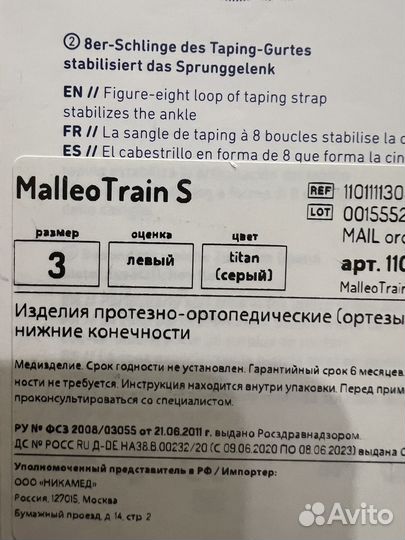 ② 8er-Schlinge des Taping-Gurtes
stabilisiert das Sprunggelenk
EN // Figure-eight loop of taping strap
stabilizes the ankle
FR // La sangle de taping à 8 boucles stabilise la
ES // El cabestrillo en forma de 8 que forma la cin
MalleoTrain S
REF 1101111130
LOT 001555
MAIL
размер
оценка
цвет
арт. 110
3
левый
titan
(серый)
MalleoTrain
Изделия протезно-ортопедические (ортезы
нижние конечности
Медизделие. Срок годности не установлен. Гарантийный срок 6 месяцев.
ности не требуется. Инструкция находится внутри упаковки. Перед
проконсультироваться со специалистом.
РУ № ФСЗ 2008/03055 от 21.06.2011 г. выдано Росздравнадзором.
ДС № РОСС RU Д-DE.НА38.В.00232/20 (С 09.06.2020 ПО 08.06.2023) выдана
Уполномоченный представитель в РФ / Импортер:
ООО «НИКАМЕД»
Россия, 127015, Москва
Бумажный проезд, д. 14, стр. 2
Avito